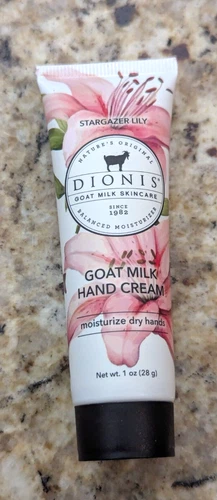 STARGAZER LILY
NATURE'S ORIGINAL
DIONIS®
GOAT MILK SKINCARE
SINCE
1982
BALANCED MOISTURIZER
GOAT MILK
HAND CREAM
moisturize dry hands
Net wt. 1 oz (28 g)